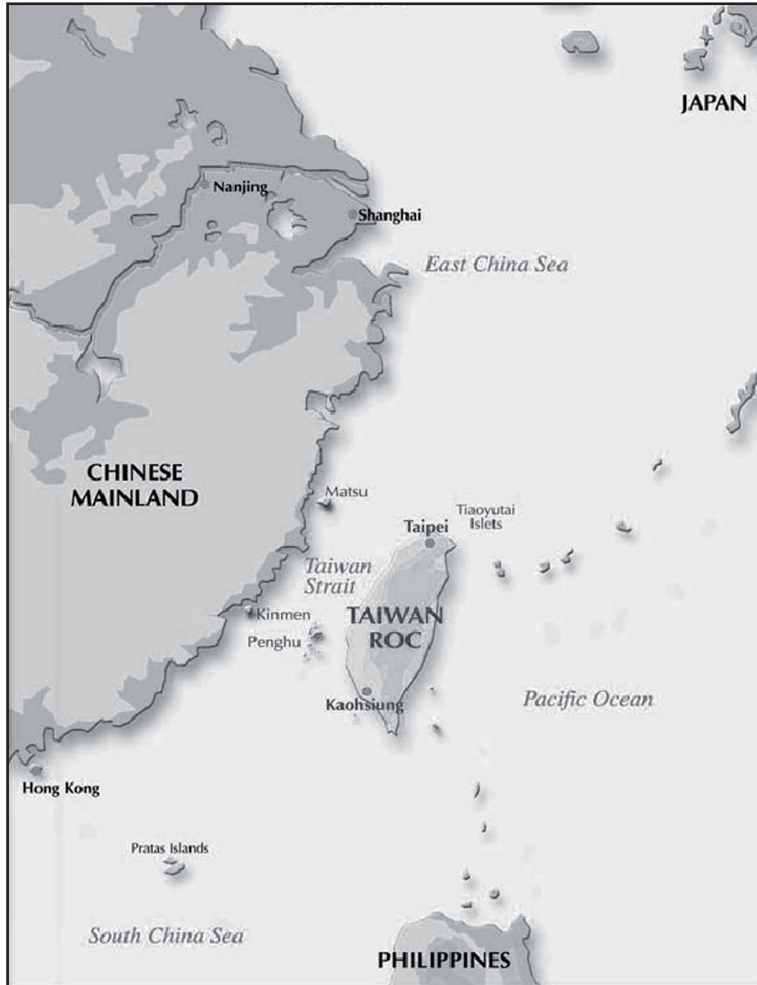 JAPAN
Nanjing
Shanghai
East China Sea
CHINESE
MAINLAND
Matsu
Tiaoyutai
Islets
Taipei
Taiwan
Strait
Kinmen
TAIWAN
ROC
Penghu
Kaohsiung
Pacific Ocean
Hong Kong
Pratas Islands
South China Sea
PHILIPPINES